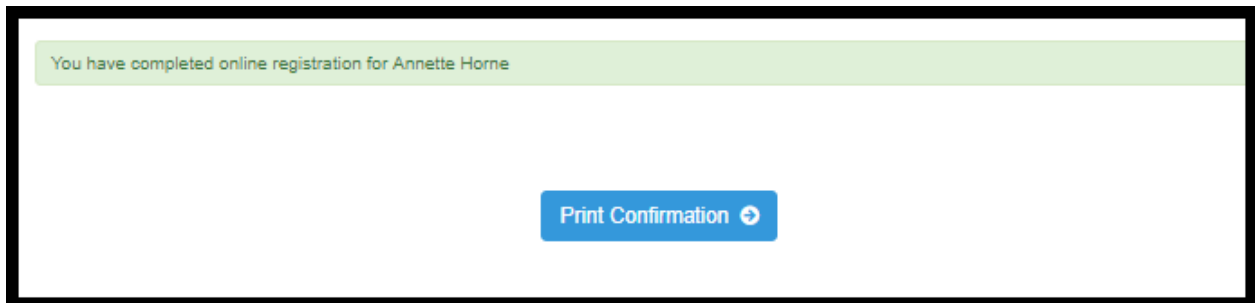 You have completed online registration for Annette Horne
Print Confirmation